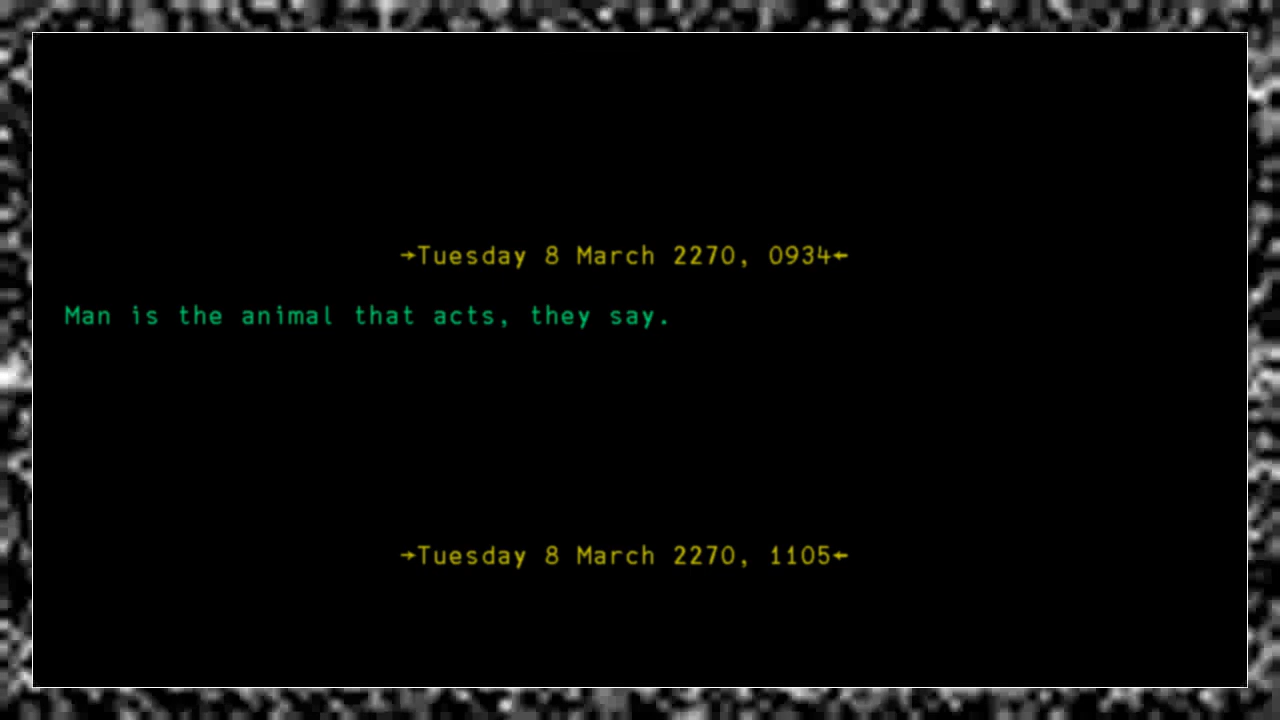 →Tuesday 8 March 2270, 0934←
Man is the animal that acts, they say.
→Tuesday 8 March 2270, 1105←